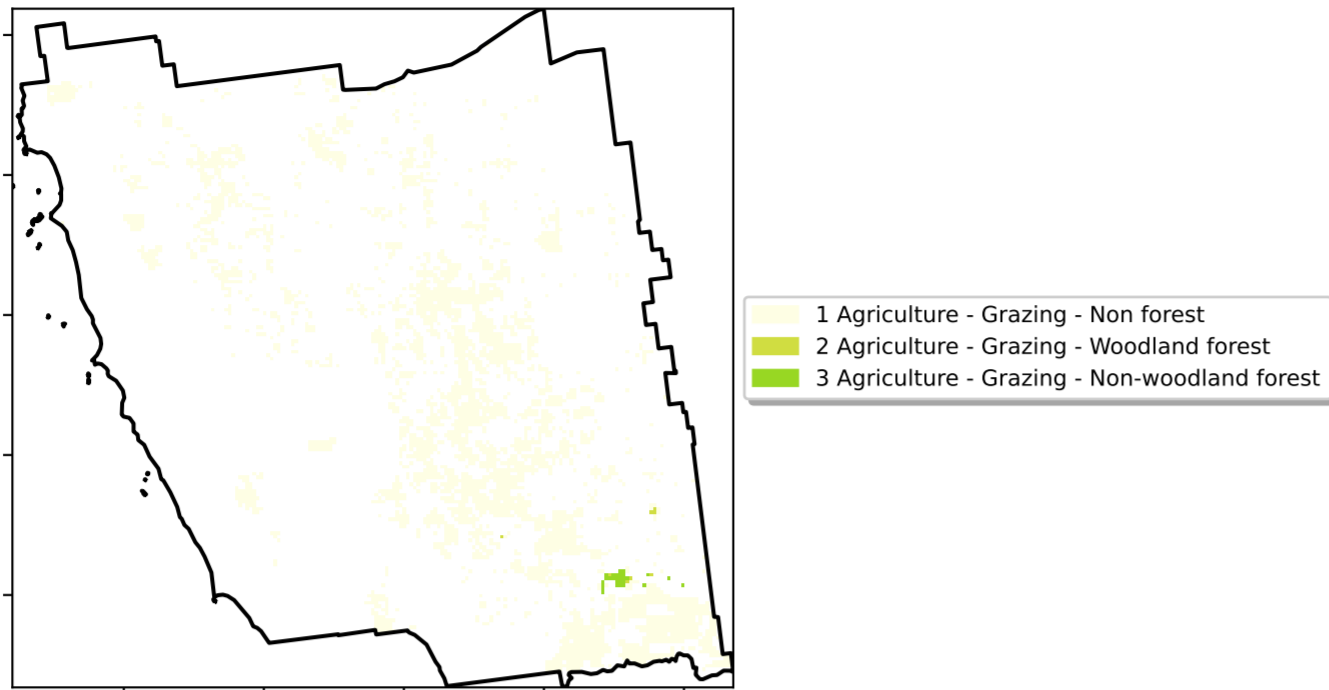 1 Agriculture - Grazing - Non forest
2 Agriculture - Grazing - Woodland forest
3 Agriculture - Grazing - Non-woodland forest